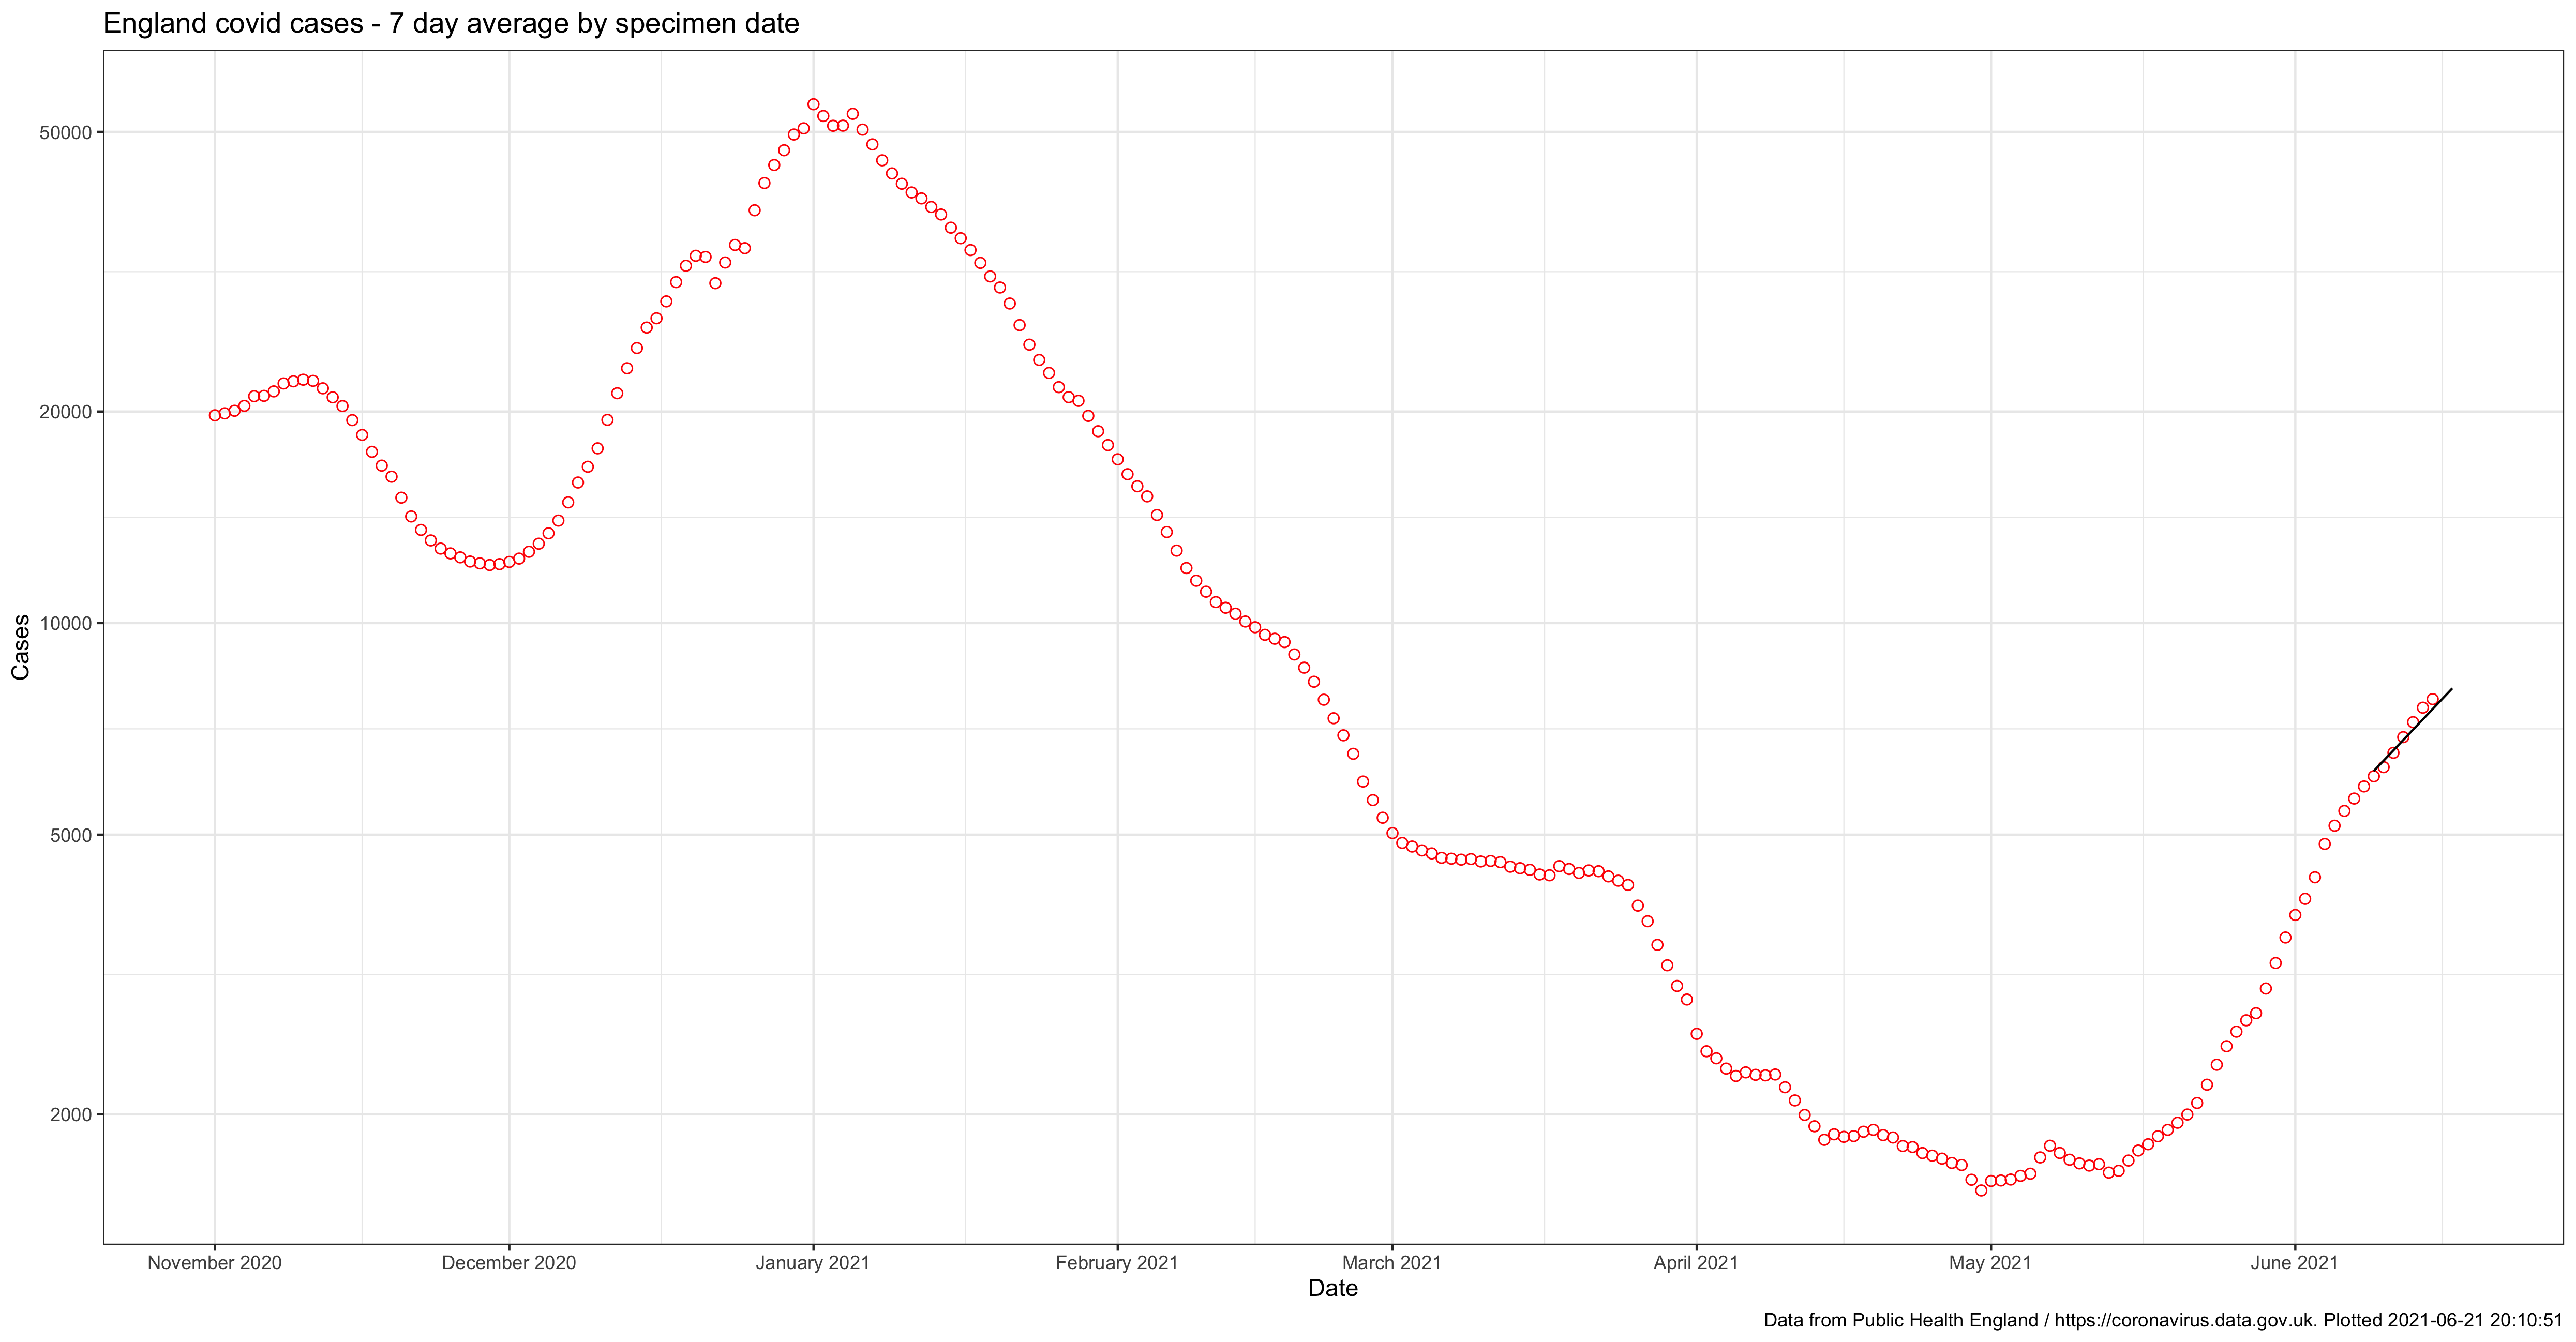 England covid cases - 7 day average by specimen date
50000
20000
10000
5000
2000
Cases
November 2020 December 2020 January 2021 February 2021 March 2021 April 2021 May 2021 June 2021
Date
Data from Public Health England / https://coronavirus.data.gov.uk. Plotted 2021-06-21 20:10:51